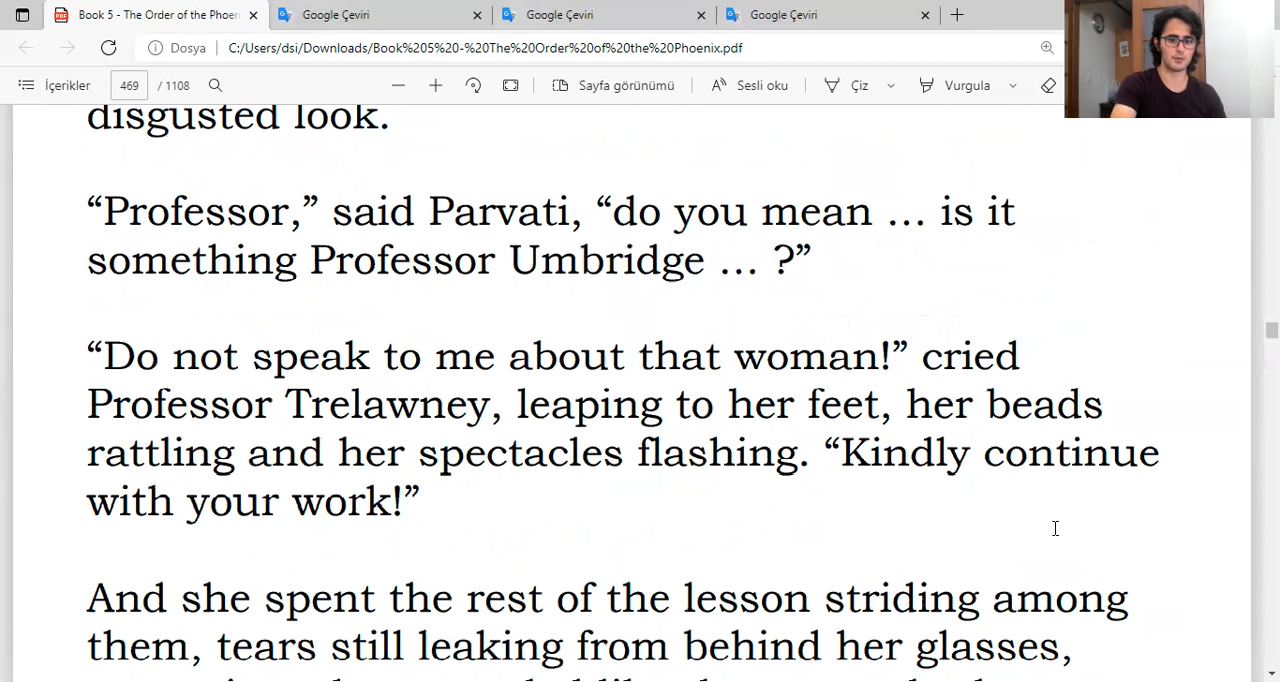 Book 5 - The Order of the Phoen
Google Çeviri
Google Çeviri
Google Çeviri
Dosya
C:/Users/dsi/Downloads/Book%205%20-%20The%20Order%20of%20the%20Phoenix.pdf
İçerikler
469
/ 1108
Sayfa görünümü
Sesli oku
Çiz
Vurgula
disgusted look.
“Professor,” said Parvati, “do you mean … is it
something Professor Umbridge … ?”
“Do not speak to me about that woman!” cried
Professor Trelawney, leaping to her feet, her beads
rattling and her spectacles flashing. “Kindly continue
with your work!”
And she spent the rest of the lesson striding among
them, tears still leaking from behind her glasses,